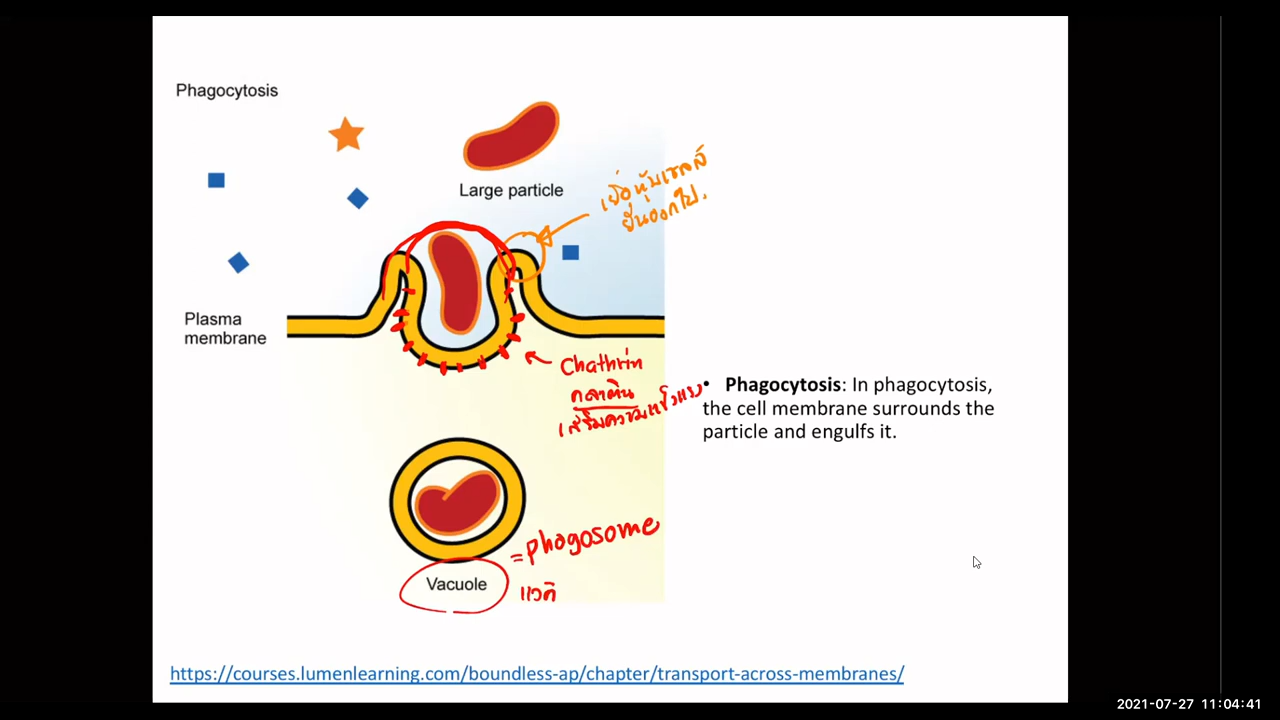 Phagocytosis
Large particle
เยื่อหุ้มเซลล์
ยื่นออกไป.
Plasma
membrane
Chathrin
คลาทิน
เสริมความแข็งแรง
• Phagocytosis: In phagocytosis,
the cell membrane surrounds the
particle and engulfs it.
= phagosome
Vacuole
แวคิ
https://courses.lumenlearning.com/boundless-ap/chapter/transport-across-membranes/
2021-07-27 11:04:41